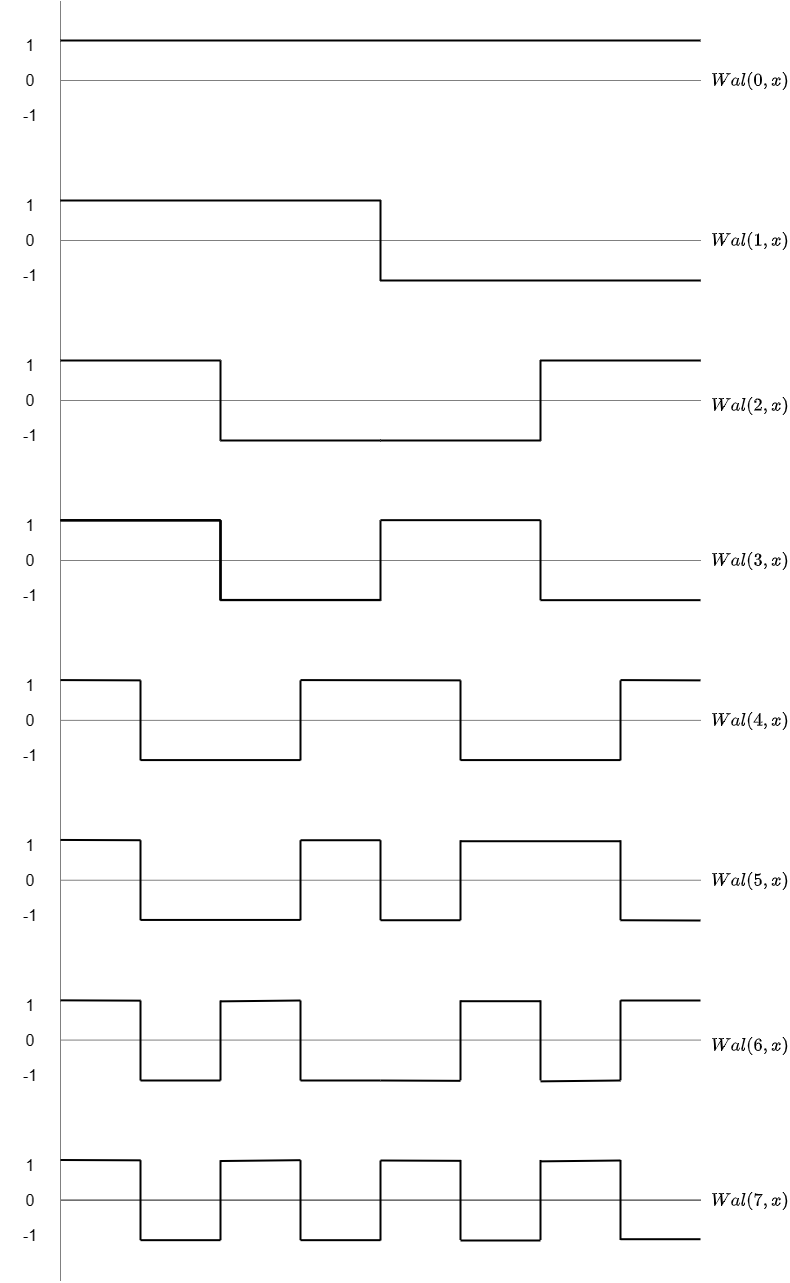 1
0 Wal(0, x)
-1
1
0 Wal(1, x)
-1
1
0 Wal(2, x)
-1
1
0 Wal(3, x)
-1
1
0 Wal(4, x)
-1
1
0 Wal(5, x)
-1
1
0 Wal(6, x)
-1
1
0 Wal(7, x)
-1